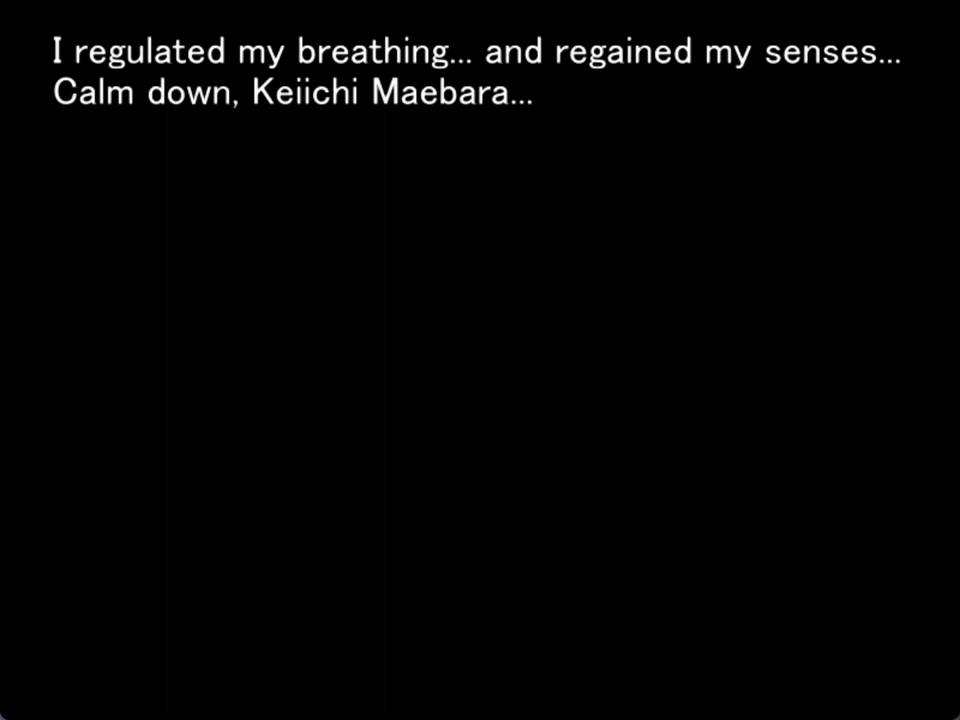 I regulated my breathing... and regained my senses...
Calm down, Keiichi Maebara...